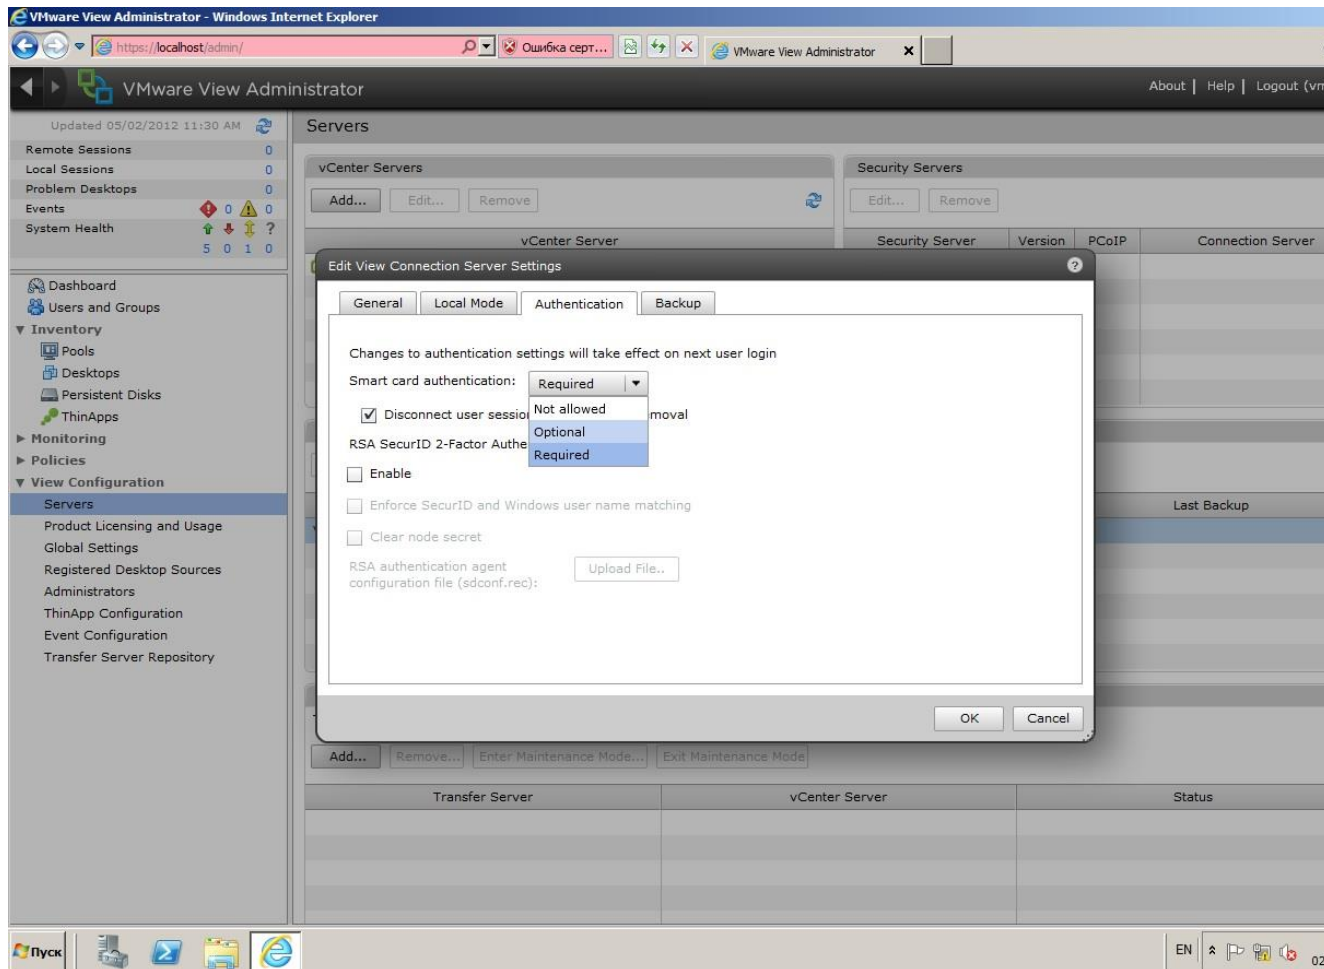 VMware View Administrator - Windows Internet Explorer
https://localhost/admin/
Ошибка серт...
VMware View Administrator
VMware View Administrator
About | Help | Logout (vm
Updated 05/02/2012 11:30 AM
Servers
Remote Sessions 0
Local Sessions 0
Problem Desktops 0
Events 0 0
System Health ?
5 0 1 0
Dashboard
Users and Groups
Inventory
Pools
Desktops
Persistent Disks
ThinApps
Monitoring
Policies
View Configuration
Servers
Product Licensing and Usage
Global Settings
Registered Desktop Sources
Administrators
ThinApp Configuration
Event Configuration
Transfer Server Repository
vCenter Servers
Add... Edit... Remove
vCenter Server
Security Servers
Edit... Remove
Security Server Version PCoIP Connection Server
Edit View Connection Server Settings ?
General Local Mode Authentication Backup
Changes to authentication settings will take effect on next user login
Smart card authentication: Required
Not allowed
Optional
Required
Disconnect user session moval
RSA SecurID 2-Factor Authe
Enable
Enforce SecurID and Windows user name matching
Clear node secret
RSA authentication agent
configuration file (sdconf.rec):
Upload File..
OK Cancel
Last Backup
Add... Remove... Enter Maintenance Mode... Exit Maintenance Mode
Transfer Server vCenter Server Status
Пуск
EN
02